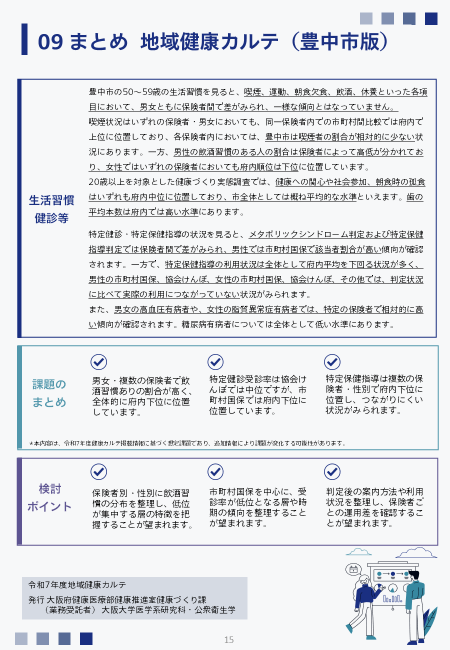 09 まとめ 地域健康カルテ（豊中市版）
生活習慣
健診等
豊中市の50～59歳の生活習慣を見ると、喫煙、運動、朝食欠食、飲酒、休養といった各項
目において、男女ともに保険者間で差がみられ、一様な傾向とはなっていません。
喫煙状況はいずれの保険者・男女においても、同一保険者内での市町村間比較では府内で
上位に位置しており、各保険者内においては、豊中市は喫煙者の割合が相対的に少ない状
況にあります。一方、男性の飲酒習慣のある人の割合は保険者によって高低が分かれてお
り、女性ではいずれの保険者においても府内順位は下位に位置しています。
20歳以上を対象とした健康づくり実態調査では、健康への関心や社会参加、朝食時の孤食
はいずれも府内中位に位置しており、市全体としては概ね平均的な水準といえます。歯の
平均本数は府内では高い水準にあります。
特定健診・特定保健指導の状況を見ると、メタボリックシンドローム判定および特定保健
指導判定では保険者間で差がみられ、男性では市町村国保で該当者割合が高い傾向が確認
されます。一方で、特定保健指導の利用状況は全体として府内平均を下回る状況が多く、
男性の市町村国保、協会けんぽ、女性の市町村国保、協会けんぽ、その他では、判定状況
に比べて実際の利用につながっていない状況がみられます。
また、男女の高血圧有病者や、女性の脂質異常症有病者では、特定の保険者で相対的に高
い傾向が確認されます。糖尿病有病者については全体として低い水準にあります。
課題の
まとめ
男女・複数の保険者で飲
酒習慣ありの割合が高く、
全体的に府内下位に位置
しています。
特定健診受診率は協会け
んぽでは中位ですが、市
町村国保では府内下位に
位置しています。
特定保健指導は複数の保
険者・性別で府内下位に
位置し、つながりにくい
状況がみられます。
＊本内容は、令和7年度健康カルテ掲載情報に基づく想定課題であり、追加情報により課題が変化する可能性があります。
検討
ポイント
保険者別・性別に飲酒習
慣の分布を整理し、低位
が集中する層の特徴を把
握することが望まれます。
市町村国保を中心に、受
診率が低位となる層や時
期の傾向を整理すること
が望まれます。
判定後の案内方法や利用
状況を整理し、保険者ご
との運用差を確認するこ
とが望まれます。
令和7年度地域健康カルテ
発行 大阪府健康医療部健康推進室健康づくり課
（業務受託者） 大阪大学医学系研究科・公衆衛生学
15